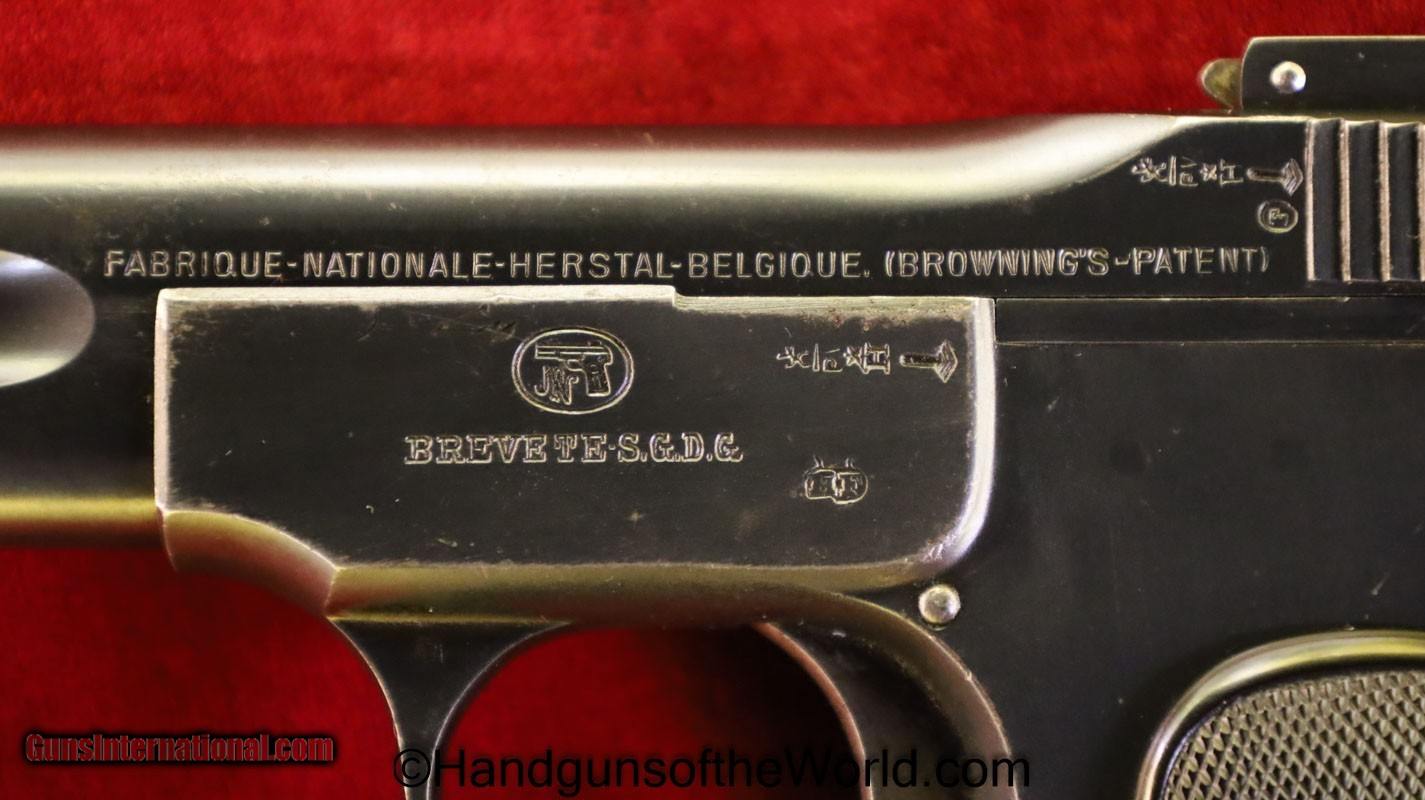 FABRIQUE-NATIONALE-HERSTAL-BELGIQUE. (BROWNING'S-PATENT)
BREVETE-S.G.D.G.
GunsInternational.com
©HandgunsoftheWorld.com